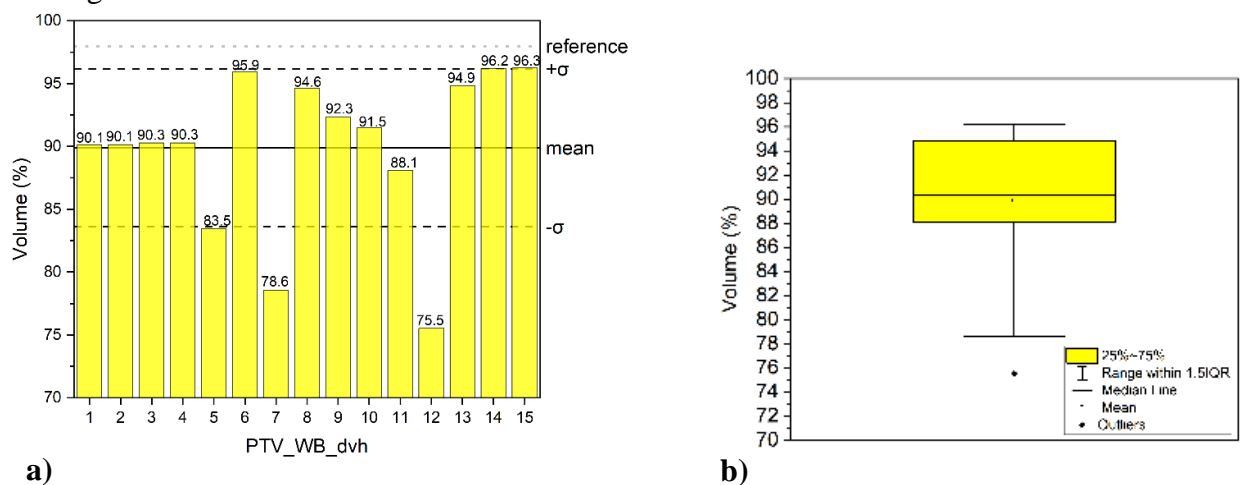 100
95
90
85
80
75
70
Volume (%)
reference
+σ
mean
-σ
90.1 90.1 90.3 90.3 83.5 95.9 78.6 94.6 92.3 91.5 88.1 75.5 94.9 96.2 96.3
1 2 3 4 5 6 7 8 9 10 11 12 13 14 15
PTV_WB_dvh
a)
100
98
96
94
92
90
88
86
84
82
80
78
76
74
72
70
Volume (%)
25%~75%
Range within 1.5IQR
Median Line
Mean
Outliers
b)